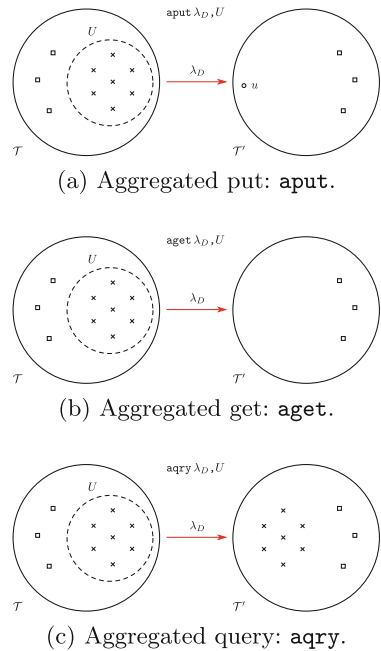 aput λ_D, U
U
λ_D
u
𝒯 𝒯′
(a) Aggregated put: aput.
aget λ_D, U
U
λ_D
𝒯 𝒯′
(b) Aggregated get: aget.
aqry λ_D, U
U
λ_D
𝒯 𝒯′
(c) Aggregated query: aqry.